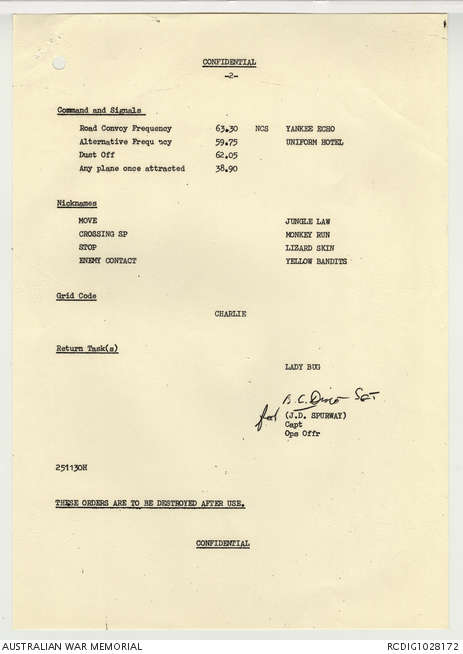 CONFIDENTIAL
-2-
Command and Signals
Road Convoy Frequency 63.30 NCS YANKEE ECHO
Alternative Frequ ncy 59.75 UNIFORM HOTEL
Dust Off 62.05
Any plane once attracted 38.90
Nicknames
MOVE JUNGLE LAW
CROSSING SP MONKEY RUN
STOP LIZARD SKIN
ENEMY CONTACT YELLOW BANDITS
Grid Code
CHARLIE
Return Task(s)
LADY BUG
B.C. Sgt
for (J.D. SPURWAY)
Capt
Ops Offr
251130H
THESE ORDERS ARE TO BE DESTROYED AFTER USE.
CONFIDENTIAL
AUSTRALIAN WAR MEMORIAL RCDIG1028172